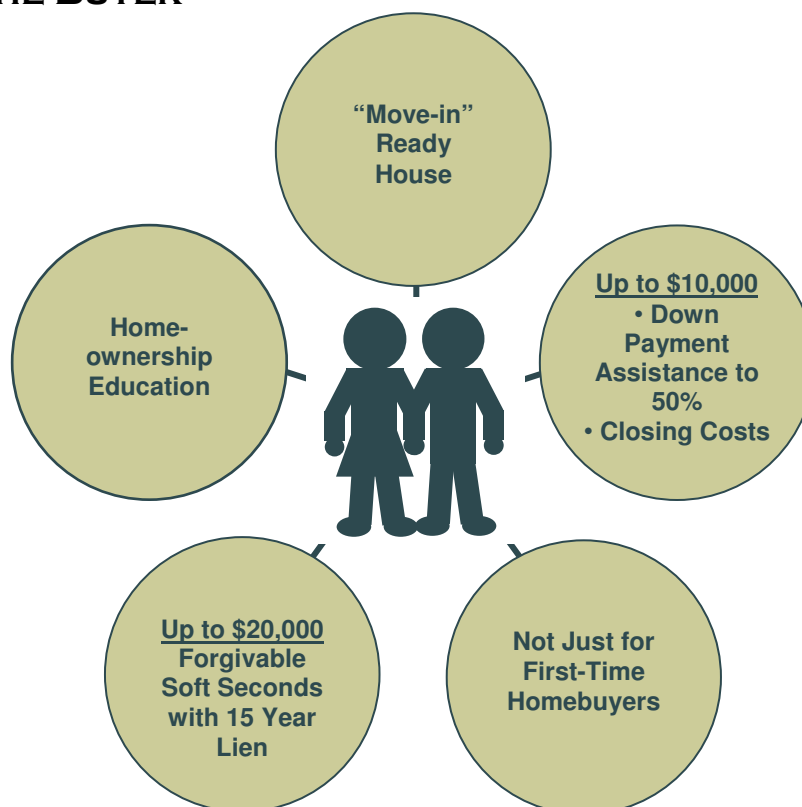 BUYER
“Move-in”
Ready
House
Up to $10,000
• Down
Payment
Assistance to
50%
• Closing Costs
Not Just for
First-Time
Homebuyers
Up to $20,000
Forgivable
Soft Seconds
with 15 Year
Lien
Home-
ownership
Education